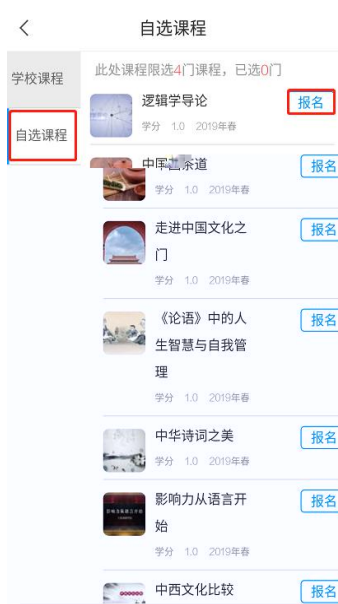 自选课程
学校课程
自选课程
此处课程限选4门课程，已选0门
逻辑学导论
报名
学分 1.0 2019年春
中国 茶道
报名
学分 1.0 2019年春
走进中国文化之
门
报名
学分 1.0 2019年春
《论语》中的人
生智慧与自我管
理
报名
学分 1.0 2019年春
中华诗词之美
报名
学分 1.0 2019年春
影响力从语言开
始
报名
学分 1.0 2019年春
中西文化比较
报名